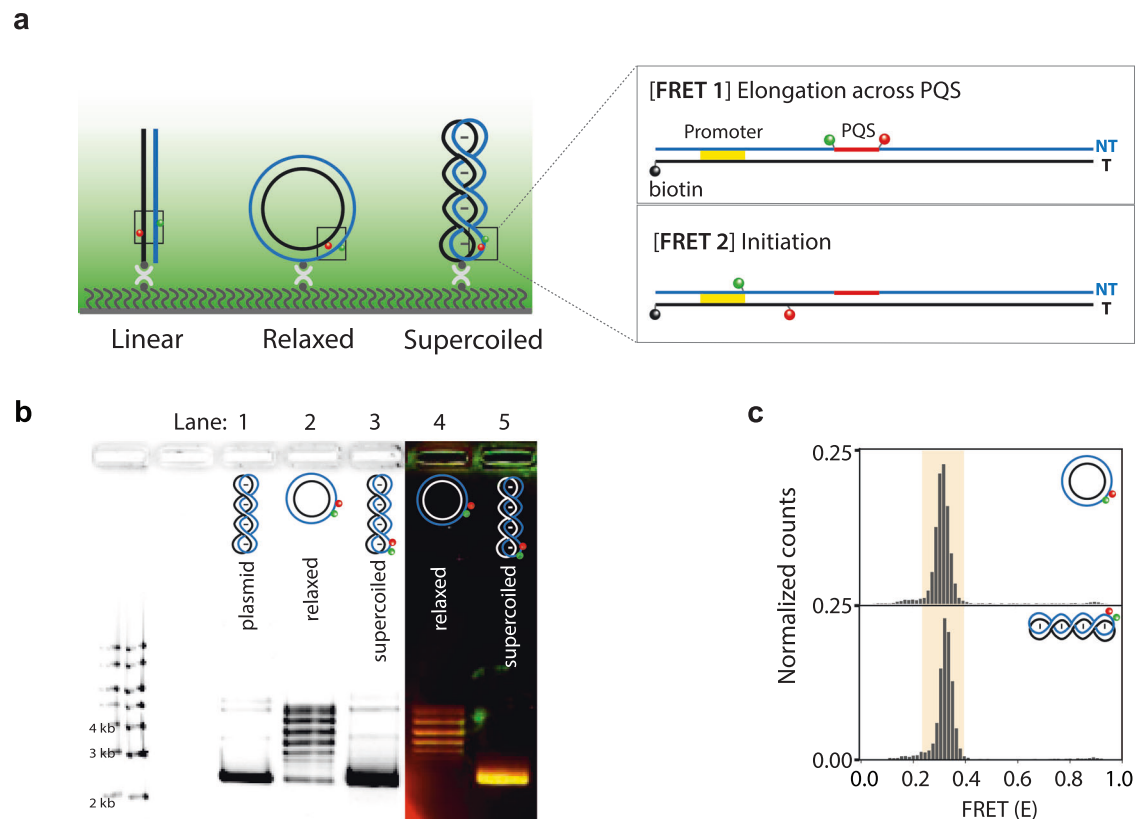 a
[FRET 1] Elongation across PQS
Promoter
PQS
NT
T
biotin
[FRET 2] Initiation
NT
T
Linear
Relaxed
Supercoiled
b
Lane: 1 2 3 4 5
plasmid
relaxed
supercoiled
relaxed
supercoiled
4 kb
3 kb
2 kb
c
Normalized counts
0.25
0.25
0.00
0.0 0.2 0.4 0.6 0.8 1.0
FRET (E)